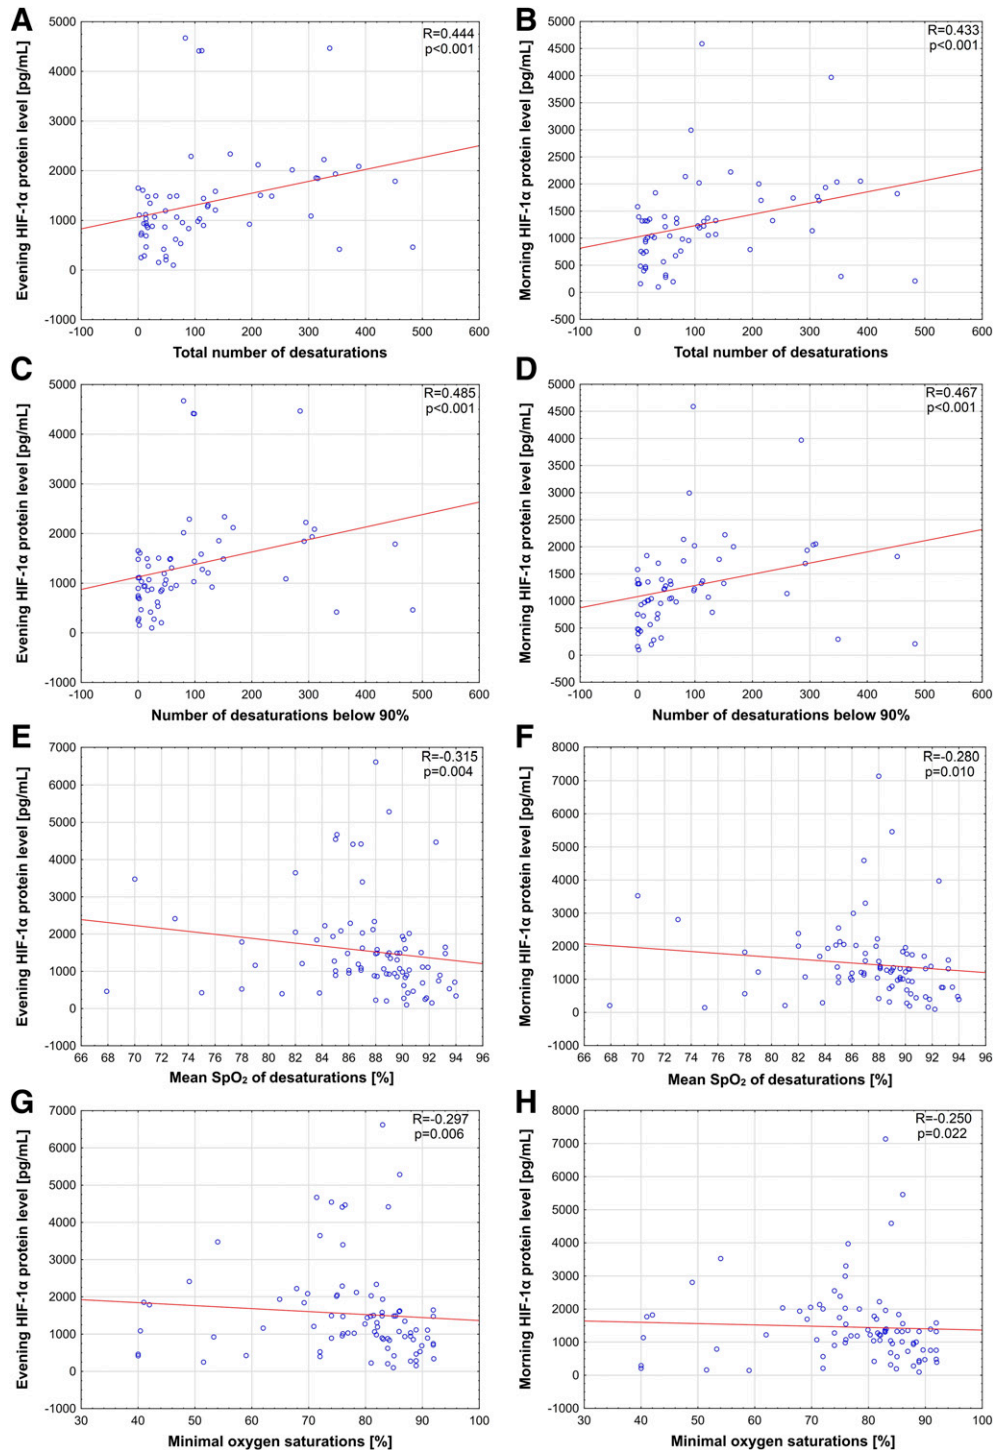 A
R=0.444
p<0.001
Evening HIF-1α protein level [pg/mL]
5000
4000
3000
2000
1000
0
-1000
-100 0 100 200 300 400 500 600
Total number of desaturations
B
R=0.433
p<0.001
Morning HIF-1α protein level [pg/mL]
5000
4500
4000
3500
3000
2500
2000
1500
1000
500
0
-500
-100 0 100 200 300 400 500 600
Total number of desaturations
C
R=0.485
p<0.001
Evening HIF-1α protein level [pg/mL]
5000
4000
3000
2000
1000
0
-1000
-100 0 100 200 300 400 500 600
Number of desaturations below 90%
D
R=0.467
p<0.001
Morning HIF-1α protein level [pg/mL]
5000
4500
4000
3500
3000
2500
2000
1500
1000
500
0
-500
-100 0 100 200 300 400 500 600
Number of desaturations below 90%
E
R=-0.315
p=0.004
Evening HIF-1α protein level [pg/mL]
7000
6000
5000
4000
3000
2000
1000
0
-1000
66 68 70 72 74 76 78 80 82 84 86 88 90 92 94 96
Mean SpO₂ of desaturations [%]
F
R=-0.280
p=0.010
Morning HIF-1α protein level [pg/mL]
8000
7000
6000
5000
4000
3000
2000
1000
0
-1000
66 68 70 72 74 76 78 80 82 84 86 88 90 92 94 96
Mean SpO₂ of desaturations [%]
G
R=-0.297
p=0.006
Evening HIF-1α protein level [pg/mL]
7000
6000
5000
4000
3000
2000
1000
0
-1000
30 40 50 60 70 80 90 100
Minimal oxygen saturations [%]
H
R=-0.250
p=0.022
Morning HIF-1α protein level [pg/mL]
8000
7000
6000
5000
4000
3000
2000
1000
0
-1000
30 40 50 60 70 80 90 100
Minimal oxygen saturations [%]